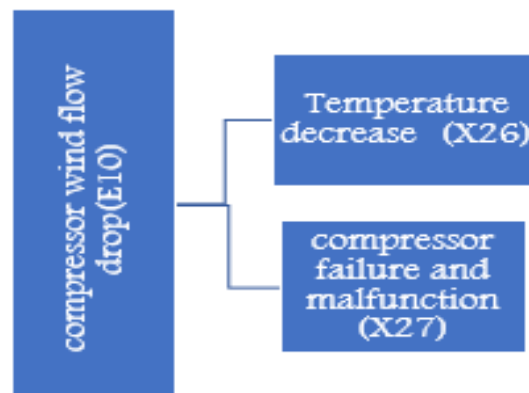 compressor wind flow
drop(E10)
Temperature
decrease (X26)
compressor
failure and
malfunction
(X27)